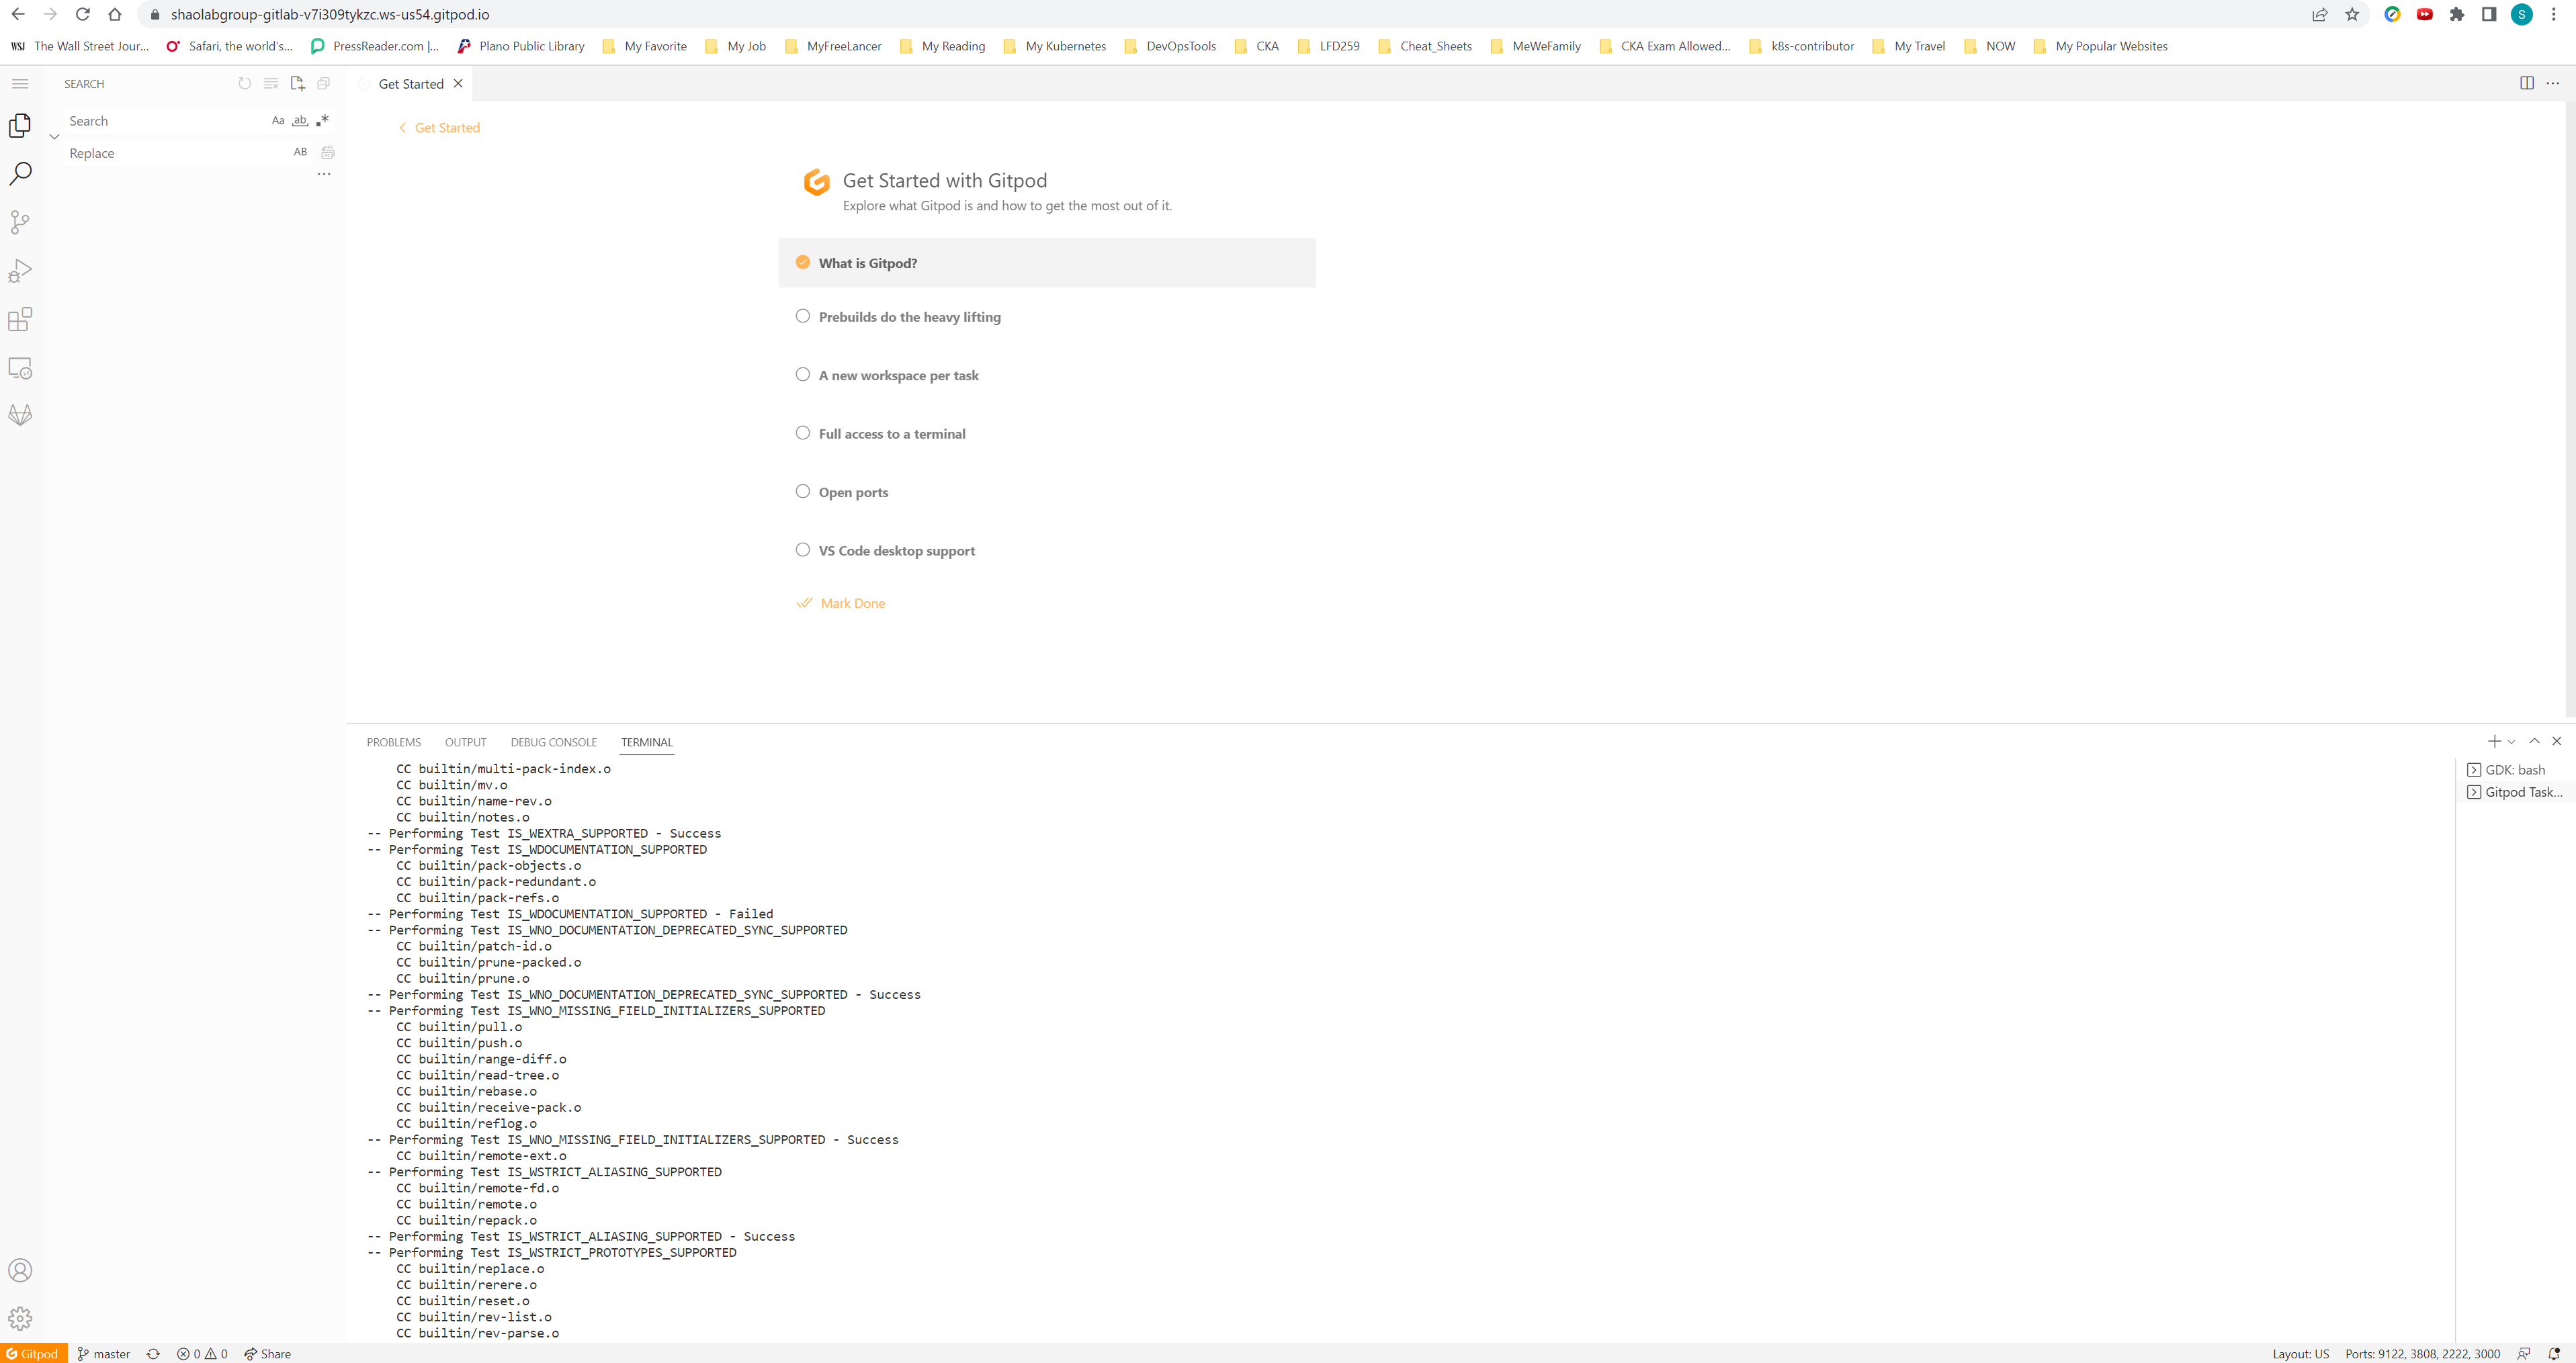 shaolabgroup-gitlab-v7i309tykzc.ws-us54.gitpod.io
S
WSJ The Wall Street Jour... Safari, the world's... PressReader.com |... Plano Public Library My Favorite My Job MyFreeLancer My Reading My Kubernetes DevOpsTools CKA LFD259 Cheat_Sheets MeWeFamily CKA Exam Allowed... k8s-contributor My Travel NOW My Popular Websites
SEARCH
Get Started
Search
Aa ab
Replace
AB
Get Started
Get Started with Gitpod
Explore what Gitpod is and how to get the most out of it.
What is Gitpod?
Prebuilds do the heavy lifting
A new workspace per task
Full access to a terminal
Open ports
VS Code desktop support
Mark Done
PROBLEMS OUTPUT DEBUG CONSOLE TERMINAL
CC builtin/multi-pack-index.o
CC builtin/mv.o
CC builtin/name-rev.o
CC builtin/notes.o
-- Performing Test IS_WEXTRA_SUPPORTED - Success
-- Performing Test IS_WDOCUMENTATION_SUPPORTED
CC builtin/pack-objects.o
CC builtin/pack-redundant.o
CC builtin/pack-refs.o
-- Performing Test IS_WDOCUMENTATION_SUPPORTED - Failed
-- Performing Test IS_WNO_DOCUMENTATION_DEPRECATED_SYNC_SUPPORTED
CC builtin/patch-id.o
CC builtin/prune-packed.o
CC builtin/prune.o
-- Performing Test IS_WNO_DOCUMENTATION_DEPRECATED_SYNC_SUPPORTED - Success
-- Performing Test IS_WNO_MISSING_FIELD_INITIALIZERS_SUPPORTED
CC builtin/pull.o
CC builtin/push.o
CC builtin/range-diff.o
CC builtin/read-tree.o
CC builtin/rebase.o
CC builtin/receive-pack.o
CC builtin/reflog.o
-- Performing Test IS_WNO_MISSING_FIELD_INITIALIZERS_SUPPORTED - Success
CC builtin/remote-ext.o
-- Performing Test IS_WSTRICT_ALIASING_SUPPORTED
CC builtin/remote-fd.o
CC builtin/remote.o
CC builtin/repack.o
-- Performing Test IS_WSTRICT_ALIASING_SUPPORTED - Success
-- Performing Test IS_WSTRICT_PROTOTYPES_SUPPORTED
CC builtin/replace.o
CC builtin/rerere.o
CC builtin/reset.o
CC builtin/rev-list.o
CC builtin/rev-parse.o
GDK: bash
Gitpod Task...
Gitpod master 0 0 Share Layout: US Ports: 9122, 3808, 2222, 3000